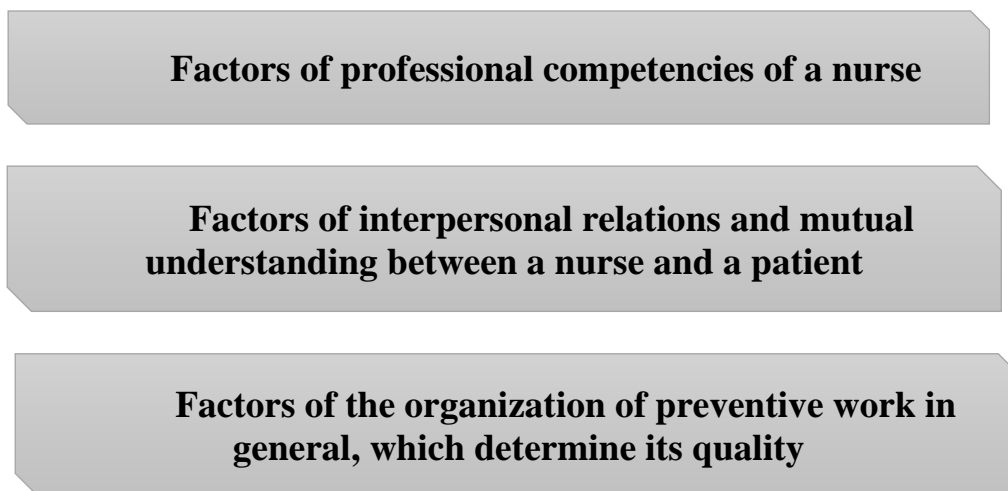 Factors of professional competencies of a nurse
Factors of interpersonal relations and mutual
understanding between a nurse and a patient
Factors of the organization of preventive work in
general, which determine its quality